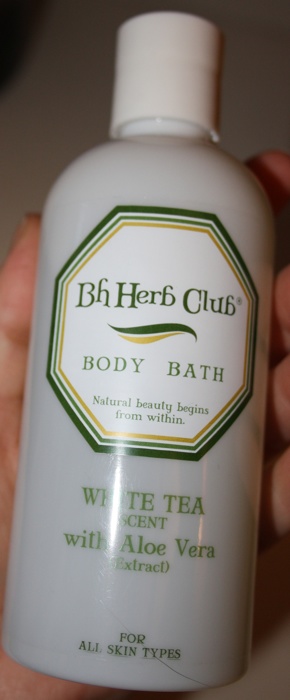 Bh Herb Club®
BODY BATH
Natural beauty begins
from within.
WHITE TEA
SCENT
with Aloe Vera
(Extract)
FOR
ALL SKIN TYPES